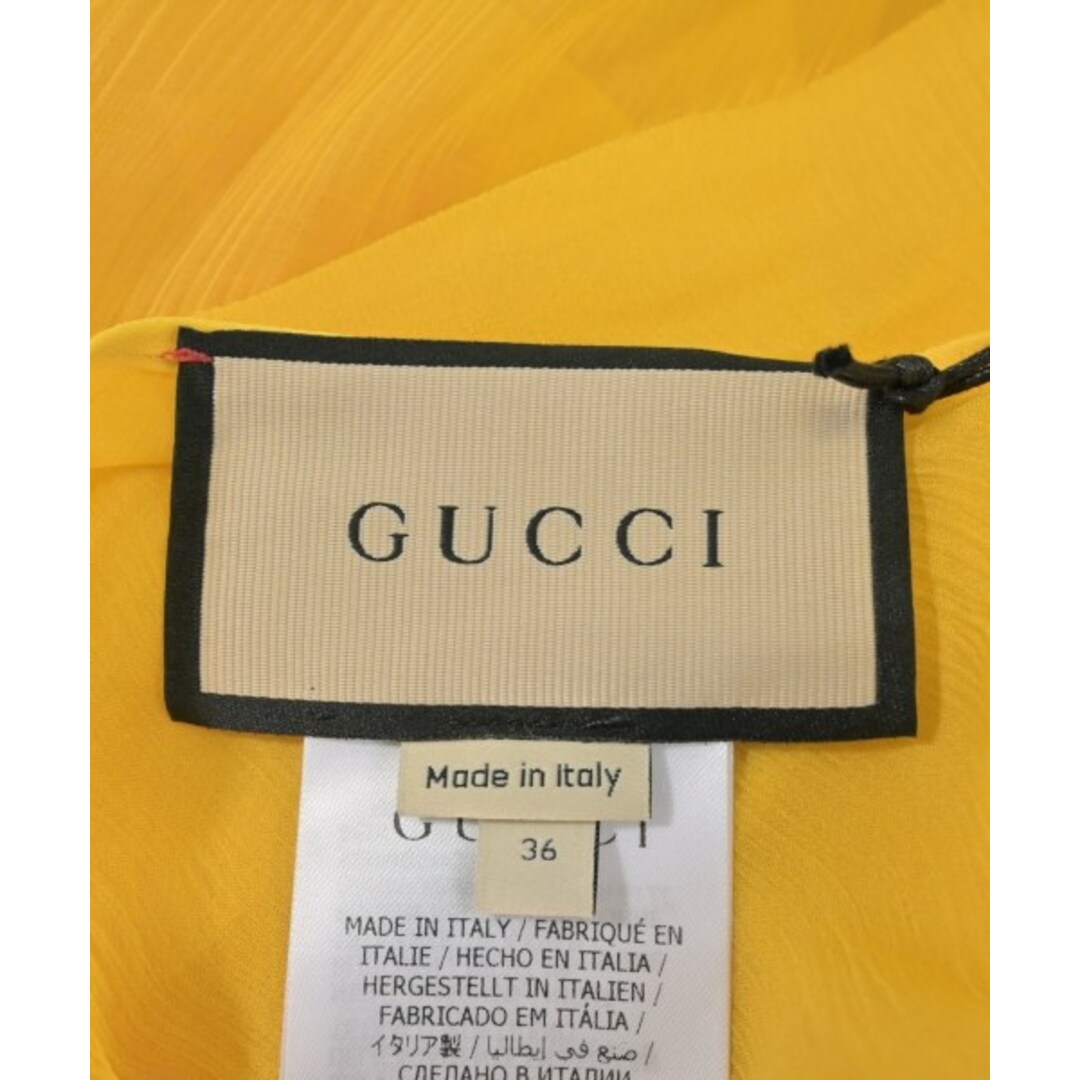 GUCCI
Made in Italy
36
MADE IN ITALY / FABRIQUÉ EN
ITALIE / HECHO EN ITALIA /
HERGESTELLT IN ITALIEN /
FABRICADO EM ITÁLIA /
イタリア製 / صنع في إيطاليا /
СДЕЛАНО В ИТАЛИИ